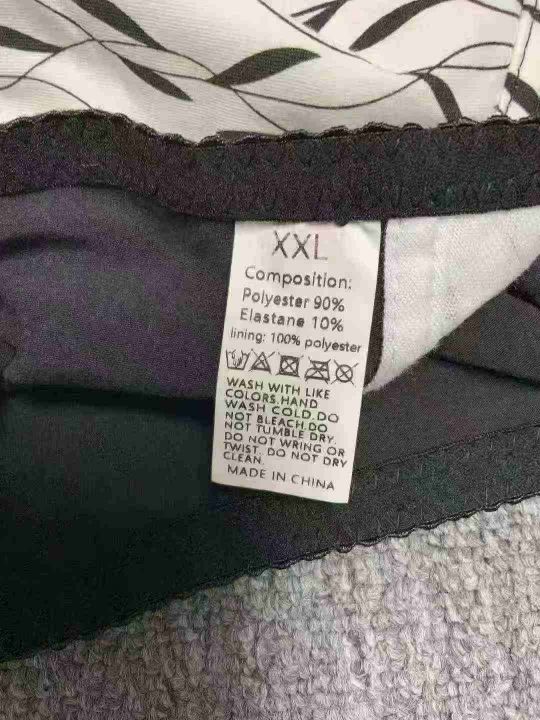 XXL
Composition:
Polyester 90%
Elastane 10%
lining: 100% polyester
WASH WITH LIKE
COLORS.HAND
WASH COLD.DO
NOT BLEACH.DO
NOT TUMBLE DRY.
DO NOT WRING OR
TWIST. DO NOT DRY
CLEAN.
MADE IN CHINA